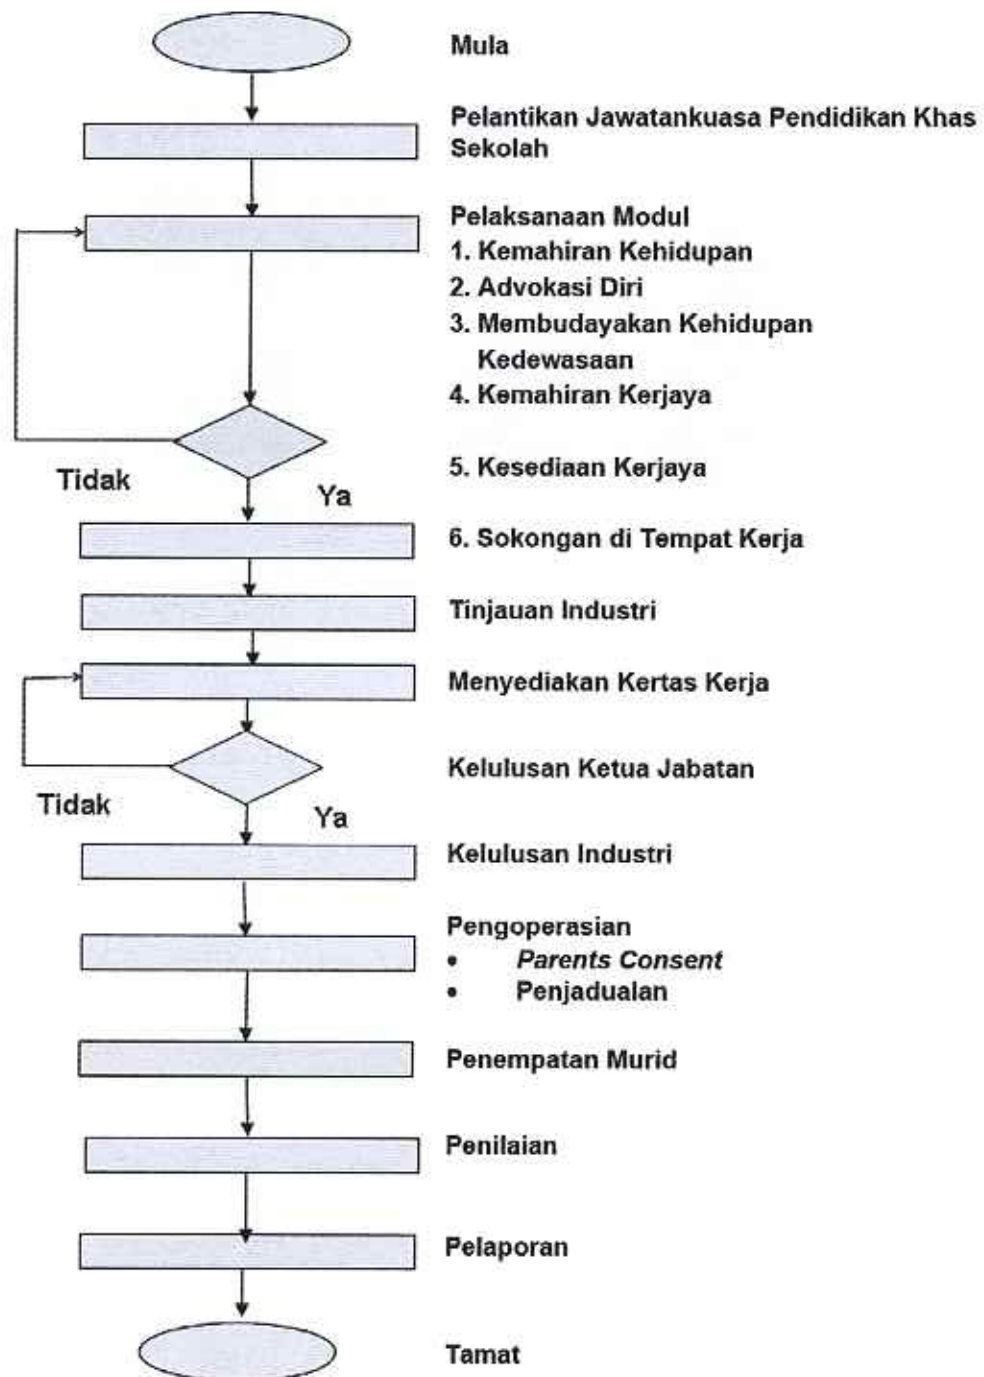 Mula
Pelantikan Jawatankuasa Pendidikan Khas
Sekolah
Pelaksanaan Modul
1. Kemahiran Kehidupan
2. Advokasi Diri
3. Membudayakan Kehidupan
Kedewasaan
4. Kemahiran Kerjaya
5. Kesediaan Kerjaya
Tidak
Ya
6. Sokongan di Tempat Kerja
Tinjauan Industri
Menyediakan Kertas Kerja
Kelulusan Ketua Jabatan
Tidak
Ya
Kelulusan Industri
Pengoperasian
• Parents Consent
• Penjadualan
Penempatan Murid
Penilaian
Pelaporan
Tamat